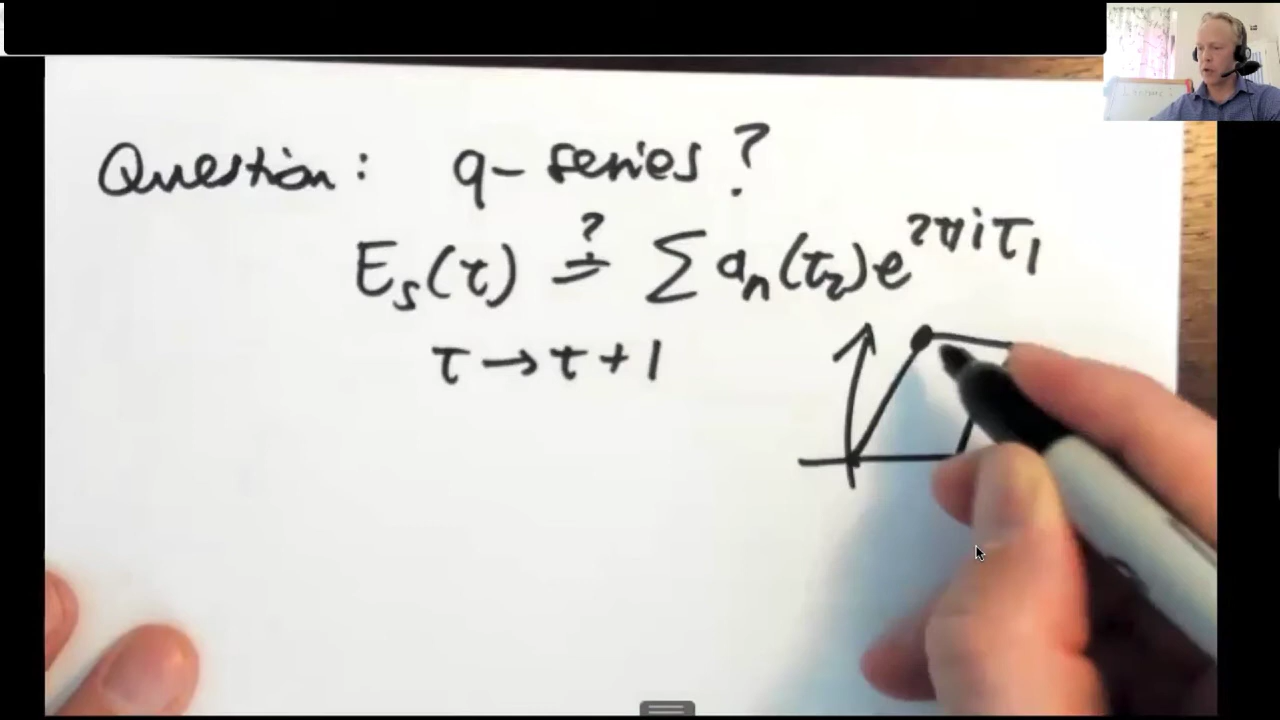 Question: q-series?
E_s(τ) ≟ ∑ a_n(τ_2) e^{2πiτ_1}
τ → τ + 1